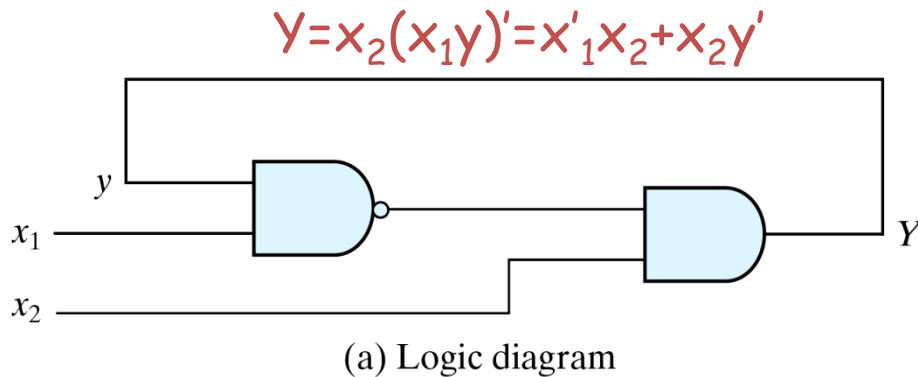 Y=x₂(x₁y)'=x'₁x₂+x₂y'
y
x₁
Y
x₂
(a) Logic diagram